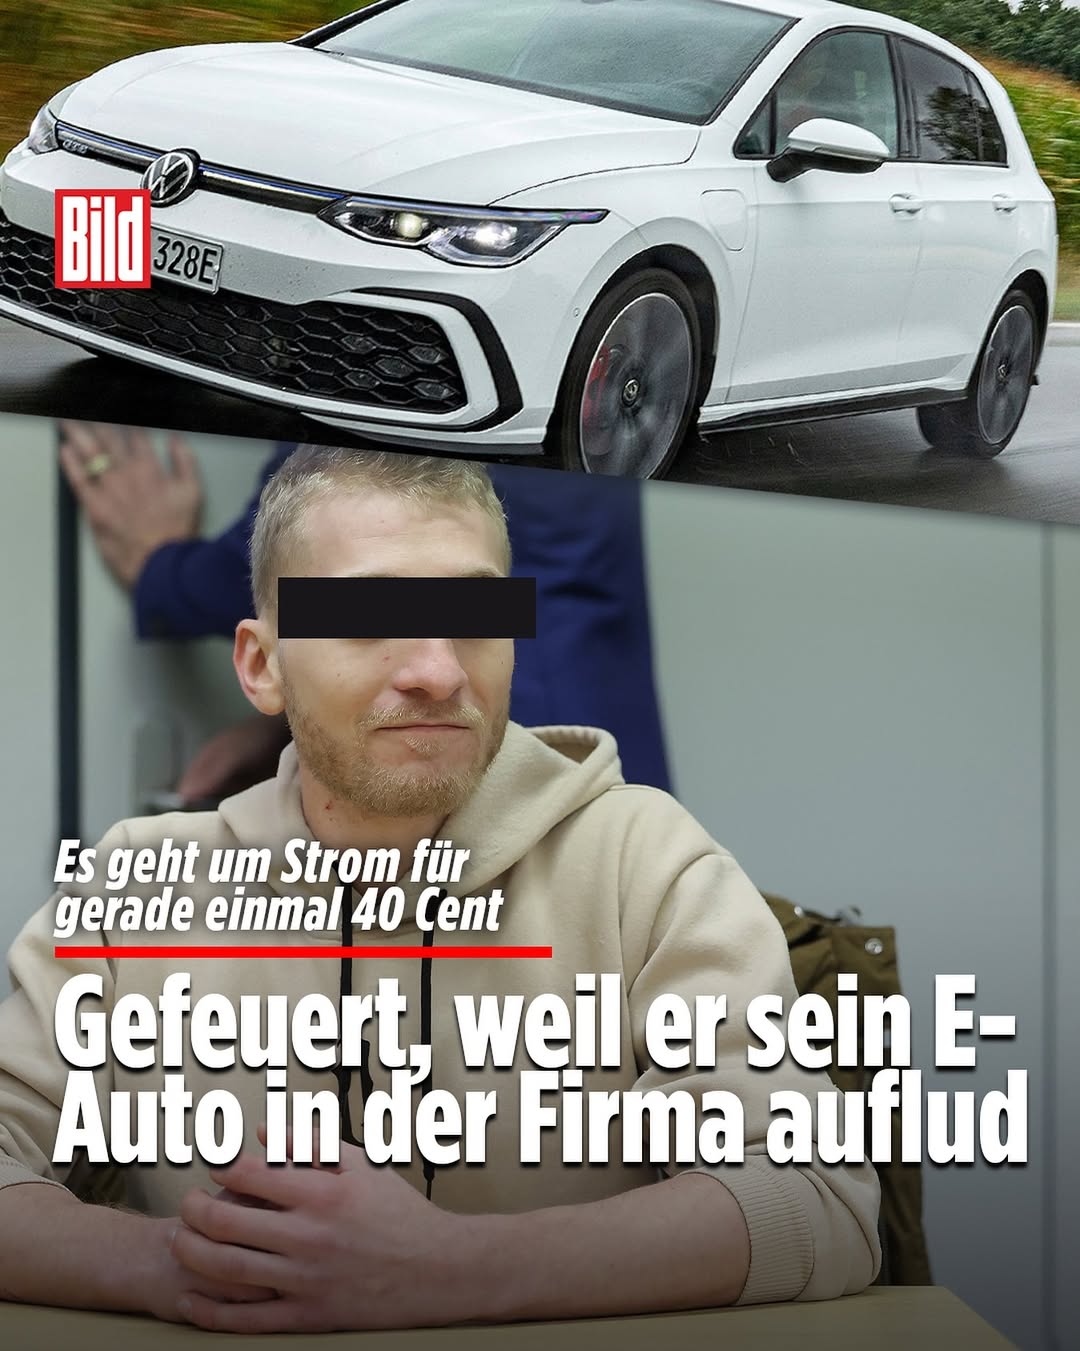 GTE
Bild
328E
Es geht um Strom für
gerade einmal 40 Cent
Gefeuert, weil er sein E-
Auto in der Firma auflud